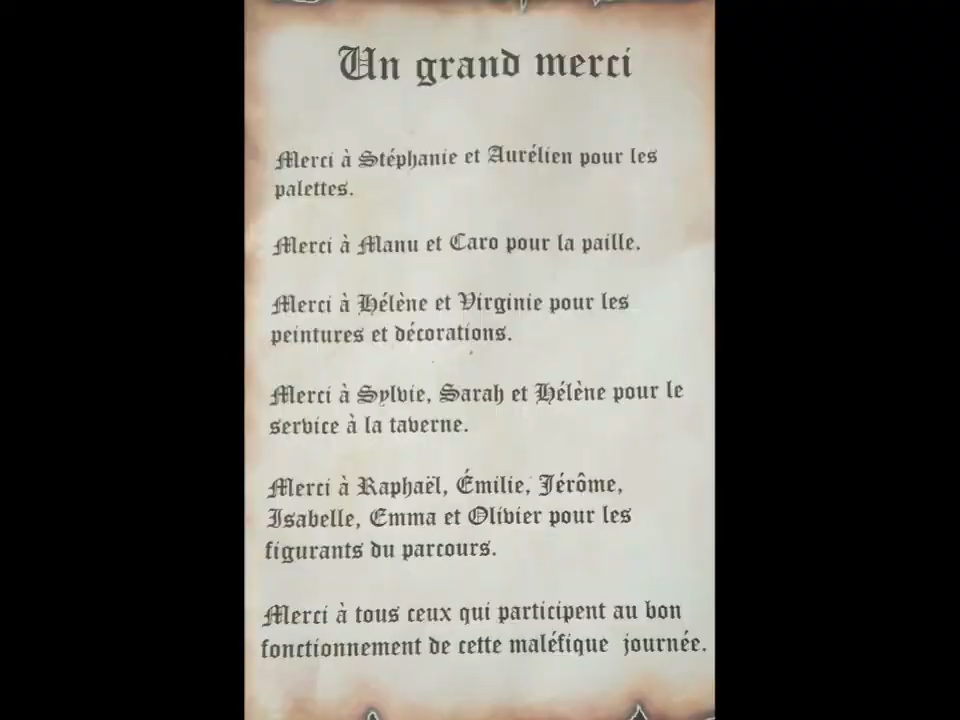 Un grand merci
Merci à Stéphanie et Aurélien pour les
palettes.
Merci à Manu et Caro pour la paille.
Merci à Hélène et Virginie pour les
peintures et décorations.
Merci à Sylvie, Sarah et Hélène pour le
service à la taverne.
Merci à Raphaël, Émilie, Jérôme,
Isabelle, Emma et Olivier pour les
figurants du parcours.
Merci à tous ceux qui participent au bon
fonctionnement de cette maléfique journée.